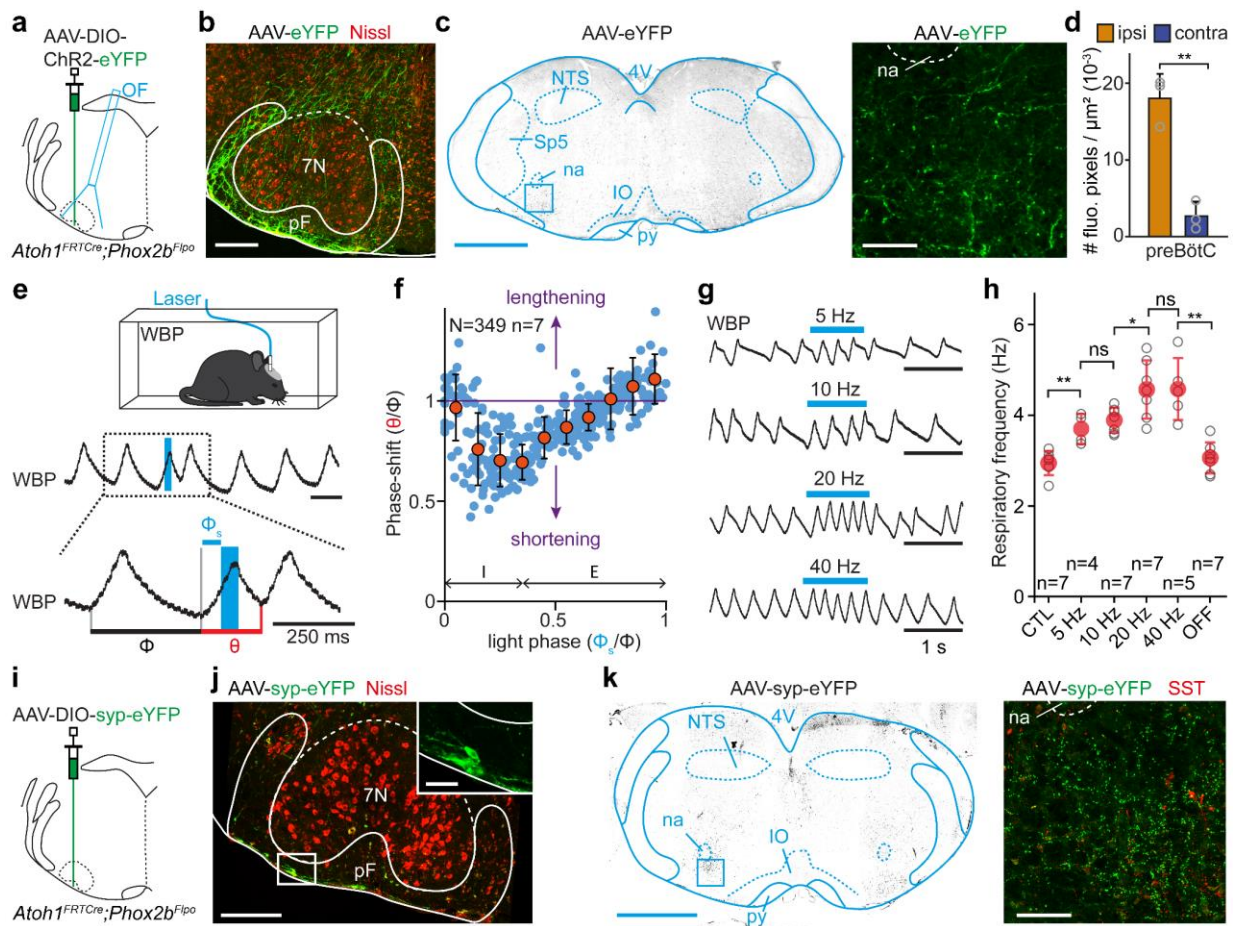 a
AAV-DIO-
ChR2-eYFP
OF
Atoh1FRTCre;Phox2bFlpo
b
AAV-eYFP Nissl
7N
pF
c
AAV-eYFP
4V
NTS
Sp5
na
IO
py
AAV-eYFP
na
d
ipsi contra
**
# fluo. pixels / µm² (10-3)
20
10
0
preBötC
e
Laser
WBP
WBP
Φs
WBP
Φ
θ
250 ms
f
lengthening
N=349 n=7
Phase-shift (θ/Φ)
1
0.5
0
shortening
I
E
0
0.5
1
light phase (Φs/Φ)
g
WBP
5 Hz
10 Hz
20 Hz
40 Hz
1 s
h
Respiratory frequency (Hz)
6
4
2
0
**
ns
*
ns
**
n=7
n=4
n=7
n=7
n=5
n=7
CTL
5 Hz
10 Hz
20 Hz
40 Hz
OFF
i
AAV-DIO-syp-eYFP
Atoh1FRTCre;Phox2bFlpo
j
AAV-syp-eYFP Nissl
7N
pF
k
AAV-syp-eYFP
4V
NTS
na
IO
py
AAV-syp-eYFP SST
na